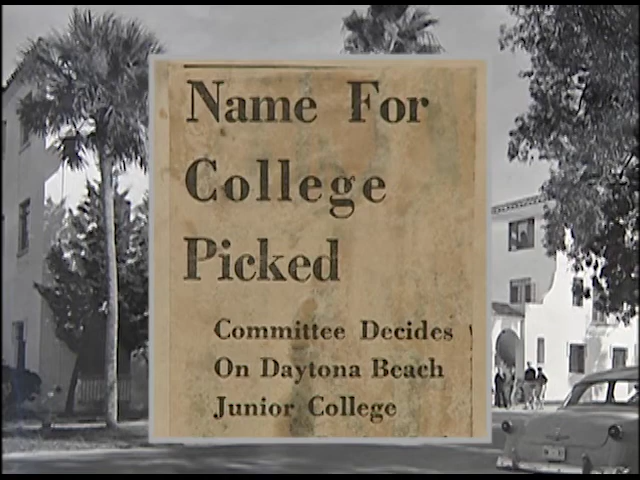 Name For
College
Picked
Committee Decides
On Daytona Beach
Junior College